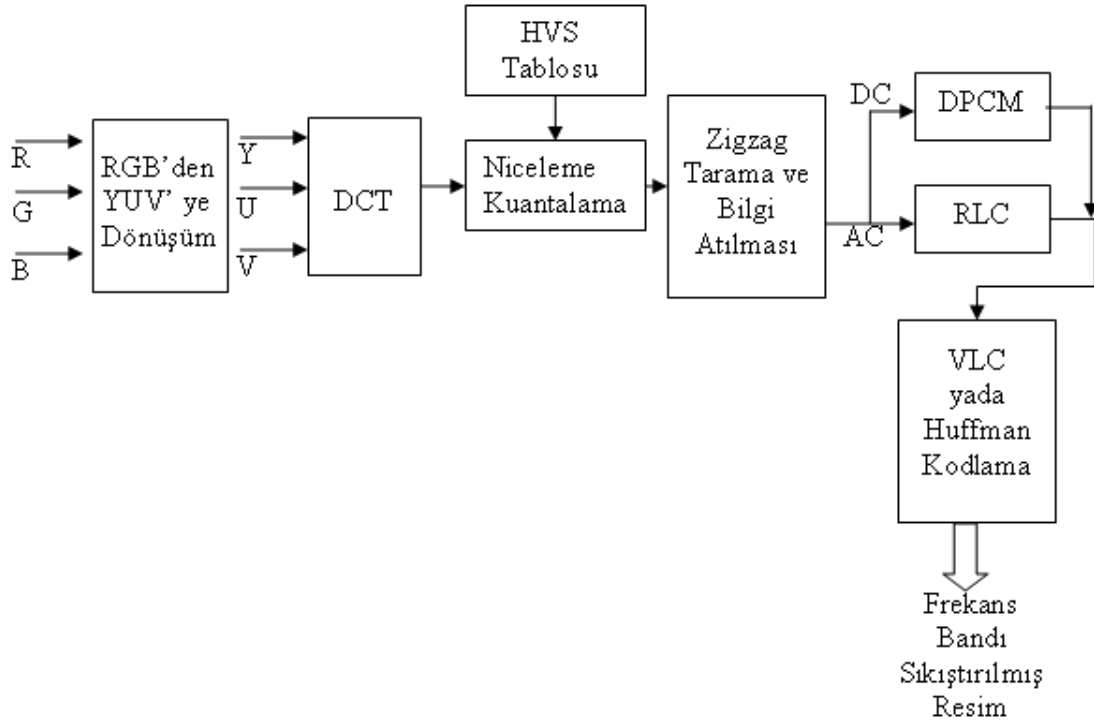 HVS
Tablosu
R
G
B
RGB'den
YUV' ye
Dönüşüm
Y
U
V
DCT
Niceleme
Kuantalama
Zigzag
Tarama ve
Bilgi
Atılması
DC
AC
DPCM
RLC
VLC
yada
Huffman
Kodlama
Frekans
Bandı
Sıkıştırılmış
Resim